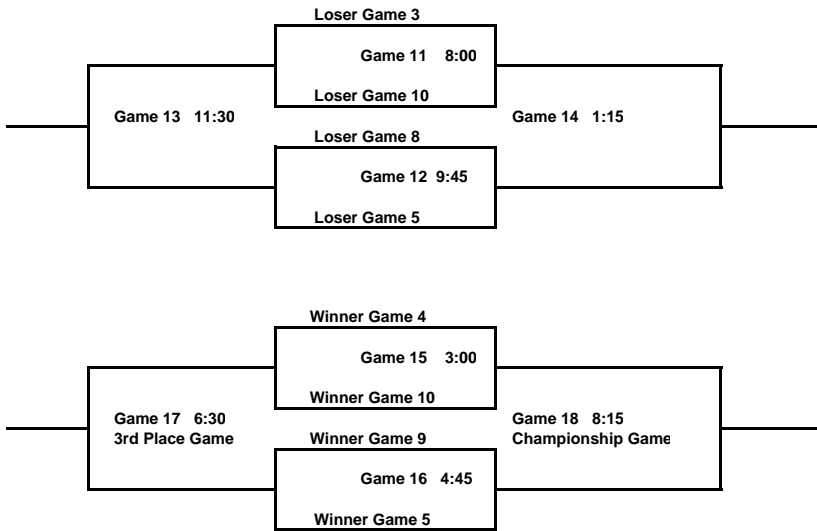 Loser Game 3
Game 11 8:00
Loser Game 10
Game 13 11:30
Game 14 1:15
Loser Game 8
Game 12 9:45
Loser Game 5
Winner Game 4
Game 15 3:00
Winner Game 10
Game 17 6:30
3rd Place Game
Game 18 8:15
Championship Game
Winner Game 9
Game 16 4:45
Winner Game 5